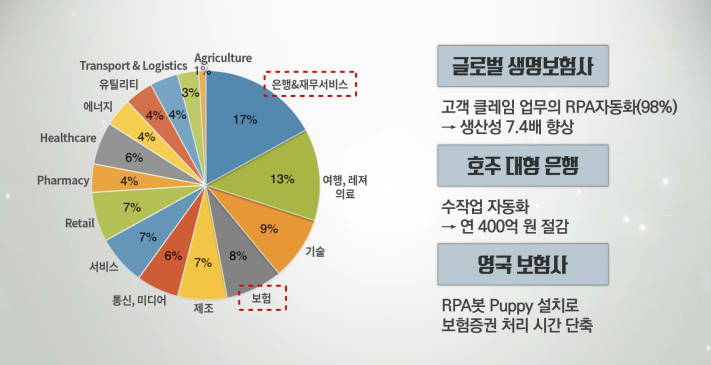 Agriculture
1%
Transport & Logistics
3%
유틸리티
4%
에너지
4%
4%
Healthcare
6%
Pharmacy
4%
Retail
7%
서비스
7%
통신, 미디어
6%
제조
7%
보험
8%
기술
9%
여행, 레져
의료
13%
은행&재무서비스
17%
글로벌 생명보험사
고객 클레임 업무의 RPA자동화(98%)
→ 생산성 7.4배 향상
호주 대형 은행
수작업 자동화
→ 연 400억 원 절감
영국 보험사
RPA봇 Puppy 설치로
보험증권 처리 시간 단축